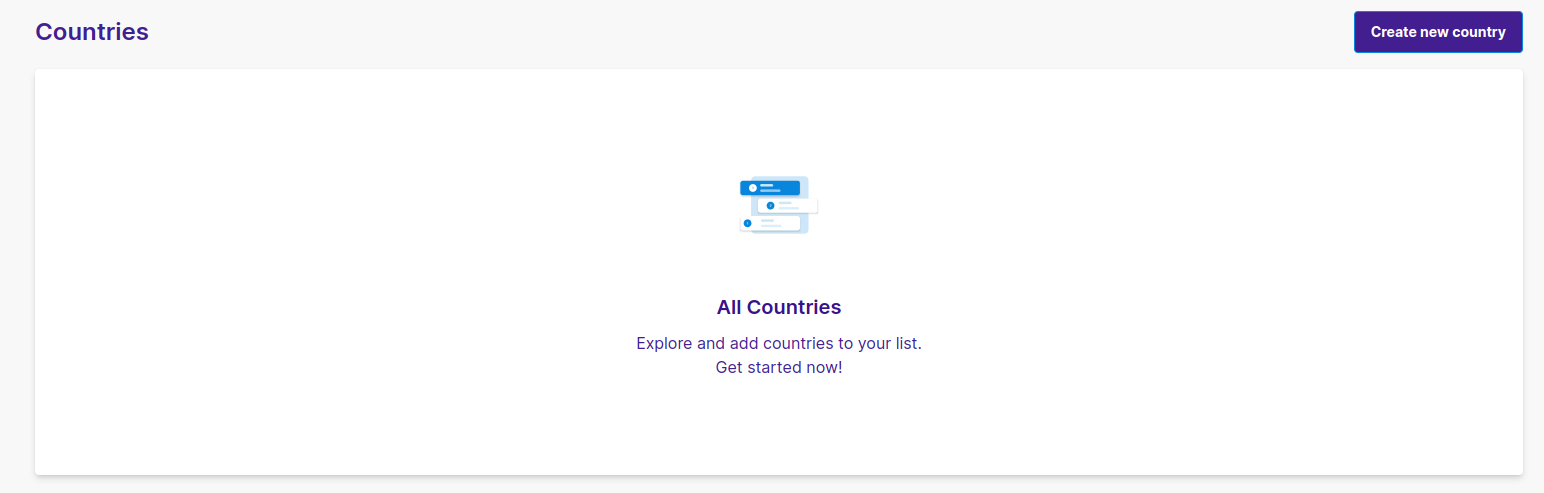 Countries
Create new country
All Countries
Explore and add countries to your list.
Get started now!